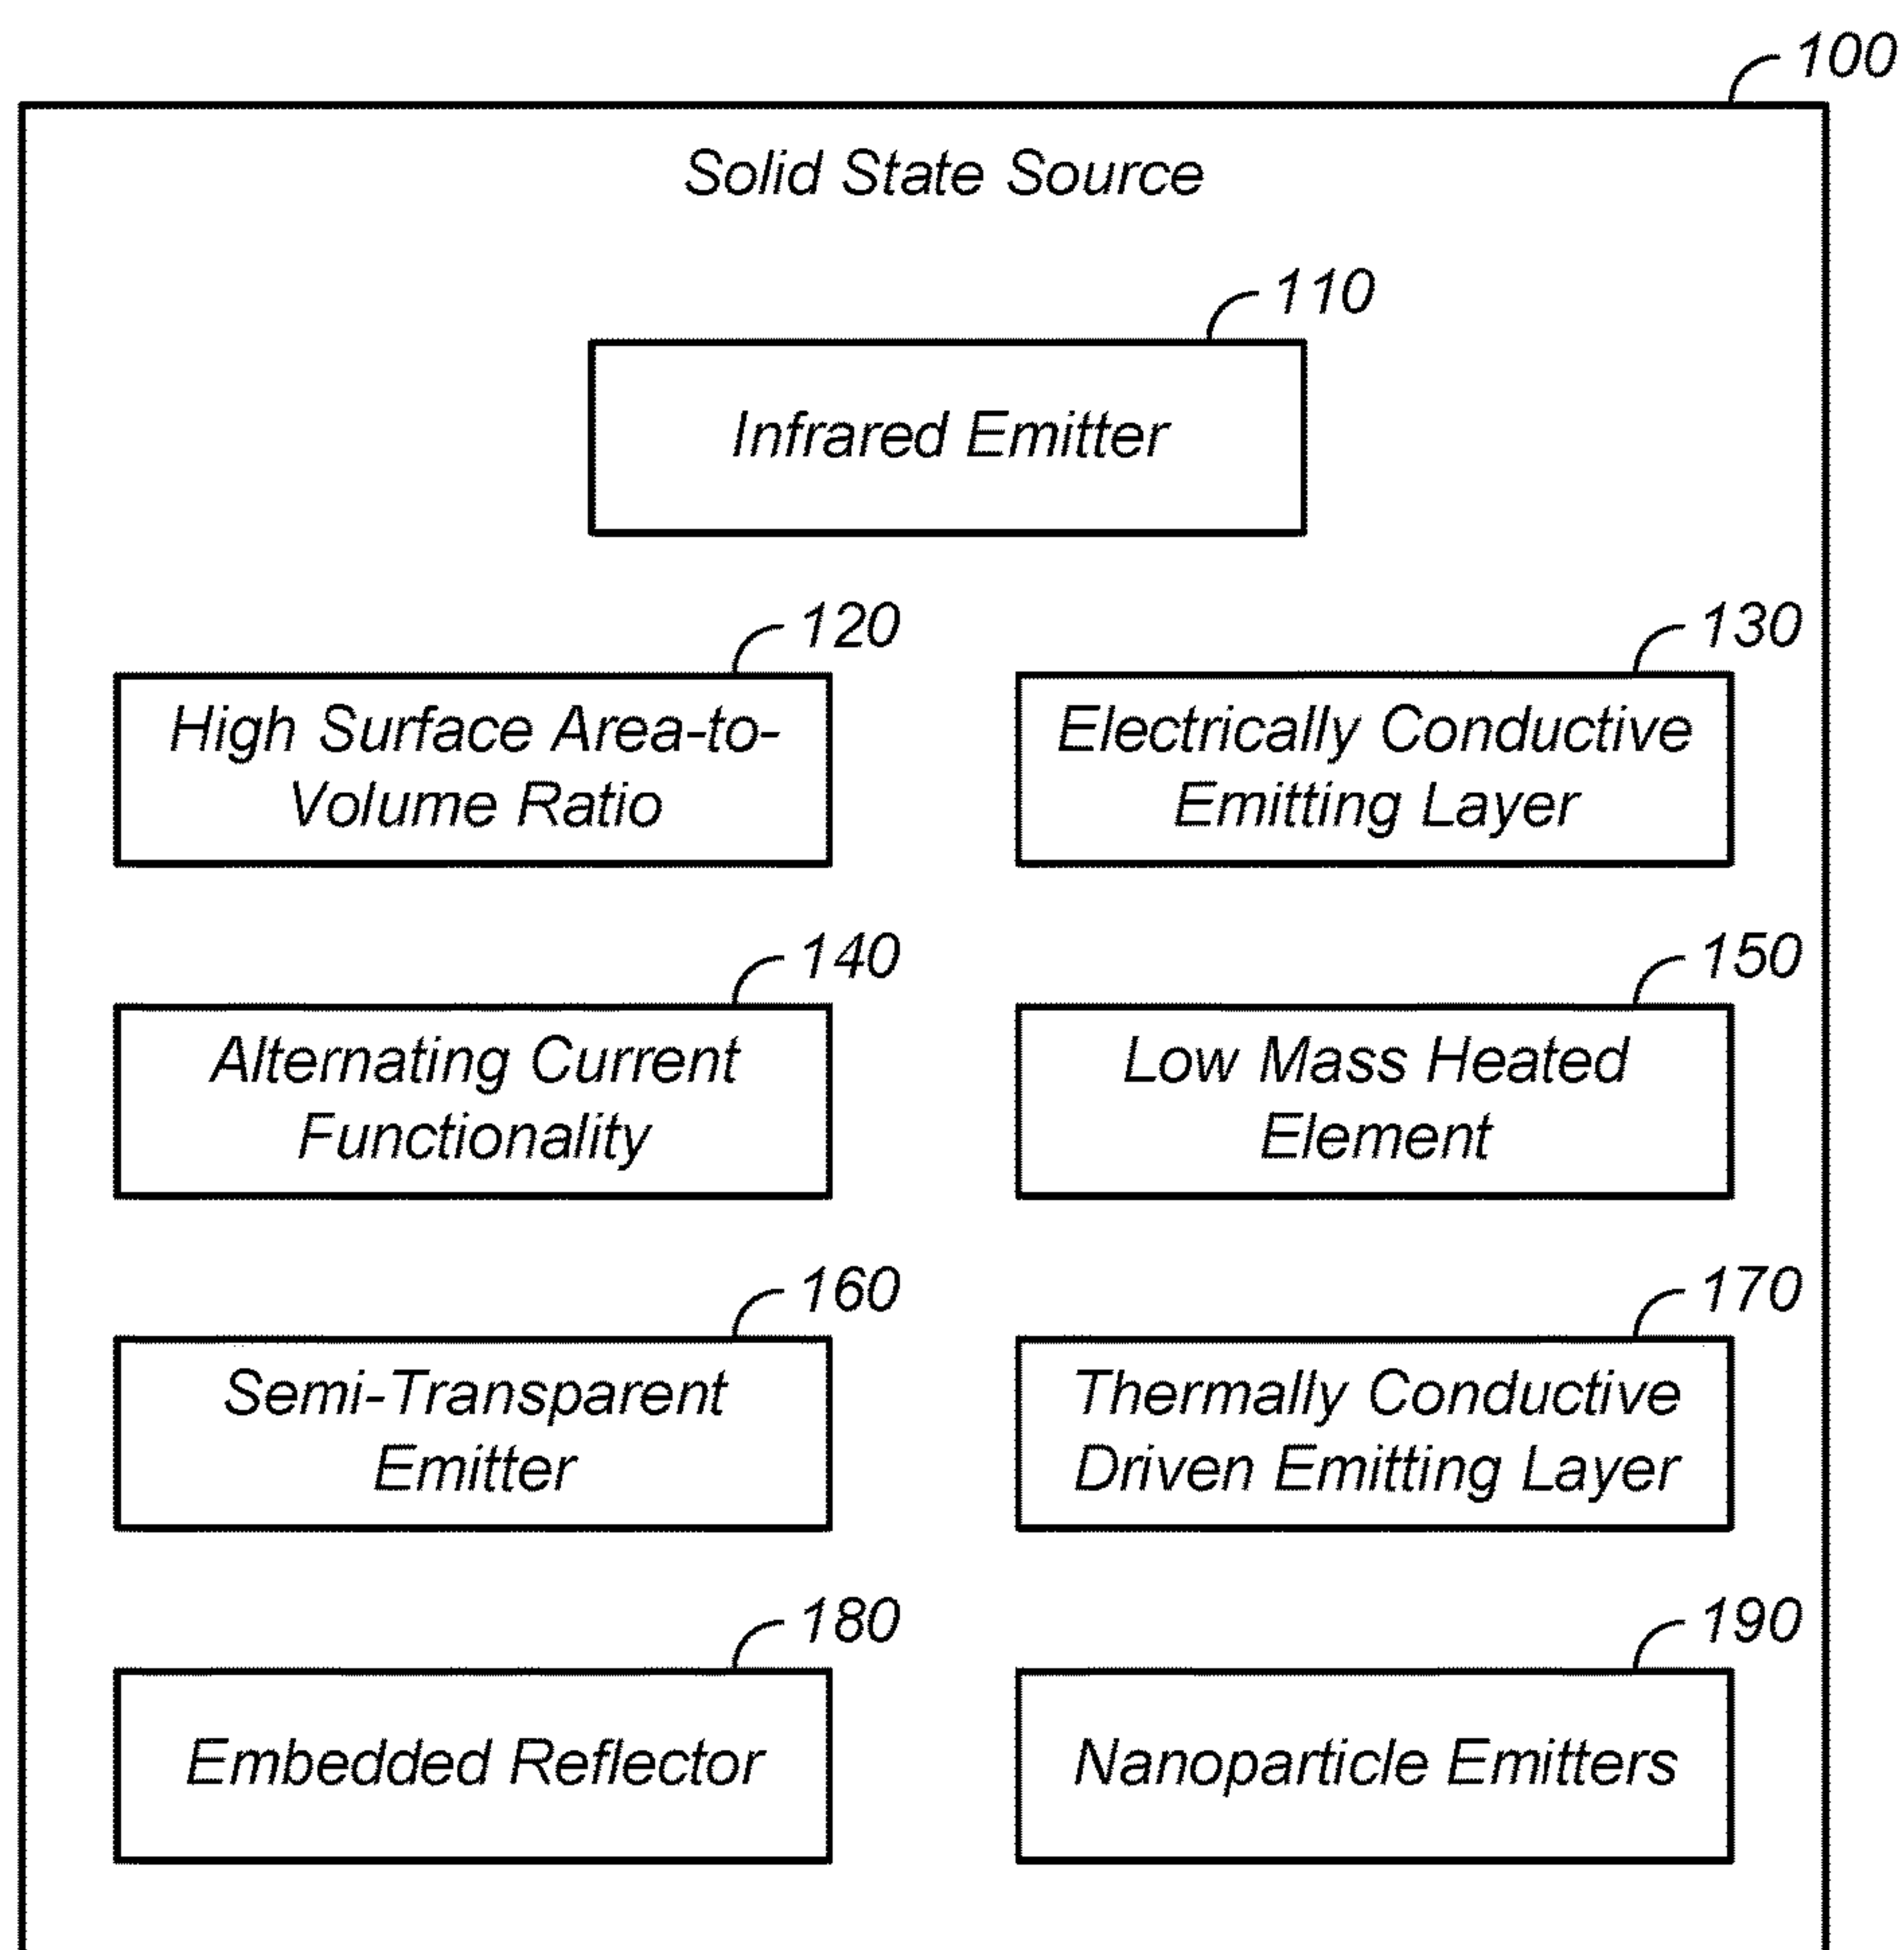 100
Solid State Source
110
Infrared Emitter
120
High Surface Area-to-
Volume Ratio
130
Electrically Conductive
Emitting Layer
140
Alternating Current
Functionality
150
Low Mass Heated
Element
160
Semi-Transparent
Emitter
170
Thermally Conductive
Driven Emitting Layer
180
Embedded Reflector
190
Nanoparticle Emitters